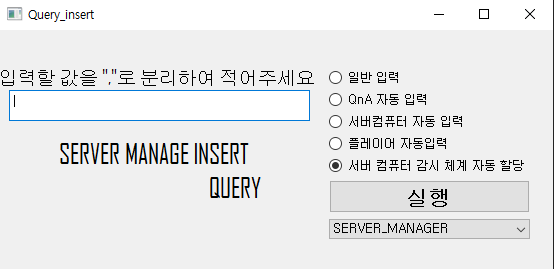 Query_insert
입력할 값을 ","로 분리하여 적어주세요
SERVER MANAGE INSERT
QUERY
일반 입력
QnA 자동 입력
서버컴퓨터 자동 입력
플레이어 자동입력
서버 컴퓨터 감시 체계 자동 할당
실행
SERVER_MANAGER